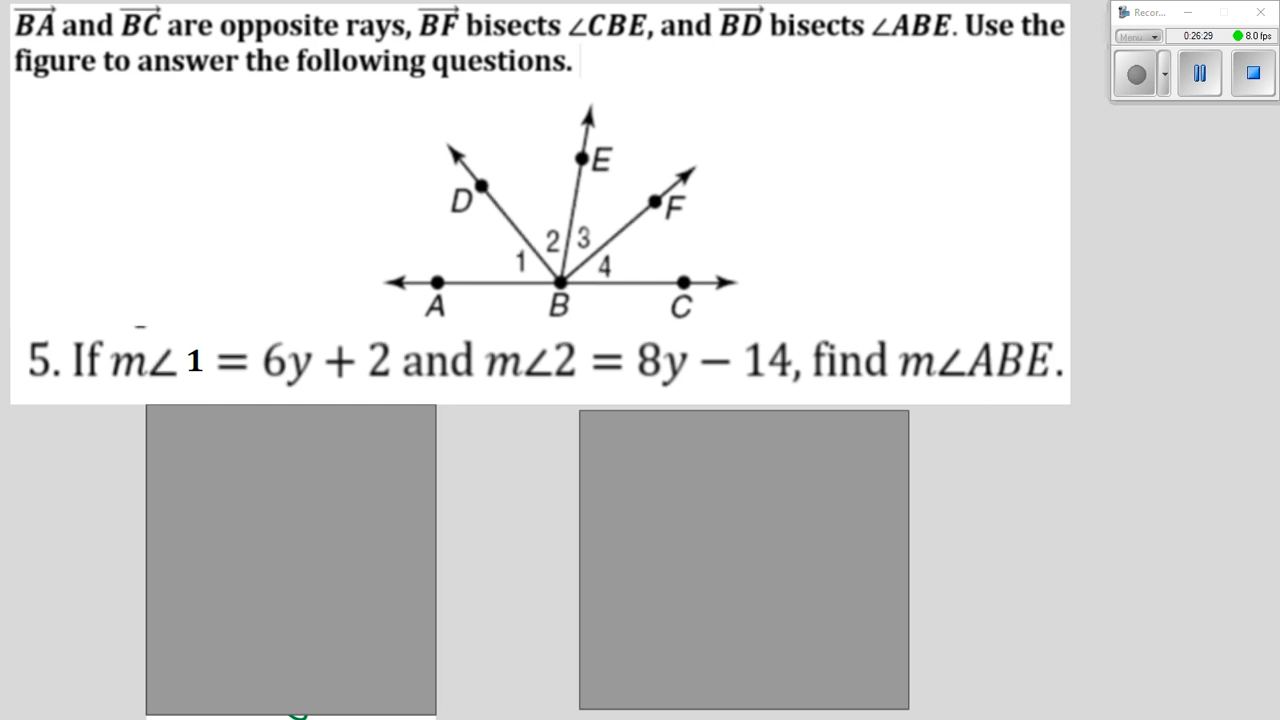 BA and BC are opposite rays, BF bisects ∠CBE, and BD bisects ∠ABE. Use the
figure to answer the following questions.
E
D
F
2 3
1
4
A B C
5. If m∠ 1 = 6y + 2 and m∠2 = 8y − 14, find m∠ABE.
Recor...
Menu
0:26:29
8.0 fps